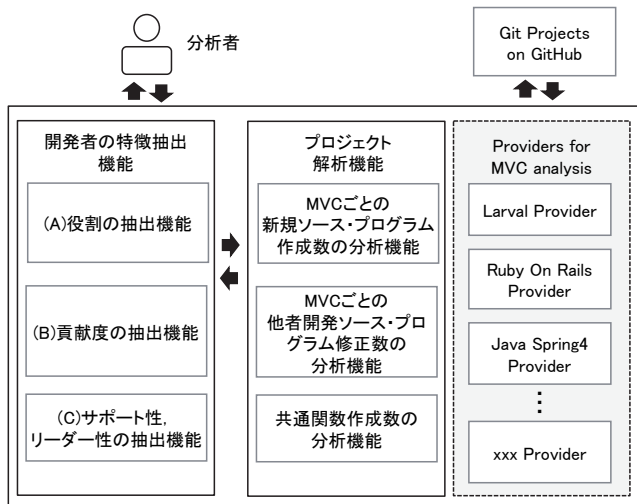 分析者
Git Projects
on GitHub
開発者の特徴抽出
機能
(A)役割の抽出機能
(B)貢献度の抽出機能
(C)サポート性,
リーダー性の抽出機能
プロジェクト
解析機能
MVCごとの
新規ソース・プログラム
作成数の分析機能
MVCごとの
他者開発ソース・プロ
グラム修正数の
分析機能
共通関数作成数の
分析機能
Providers for
MVC analysis
Larval Provider
Ruby On Rails
Provider
Java Spring4
Provider
⋮
xxx Provider